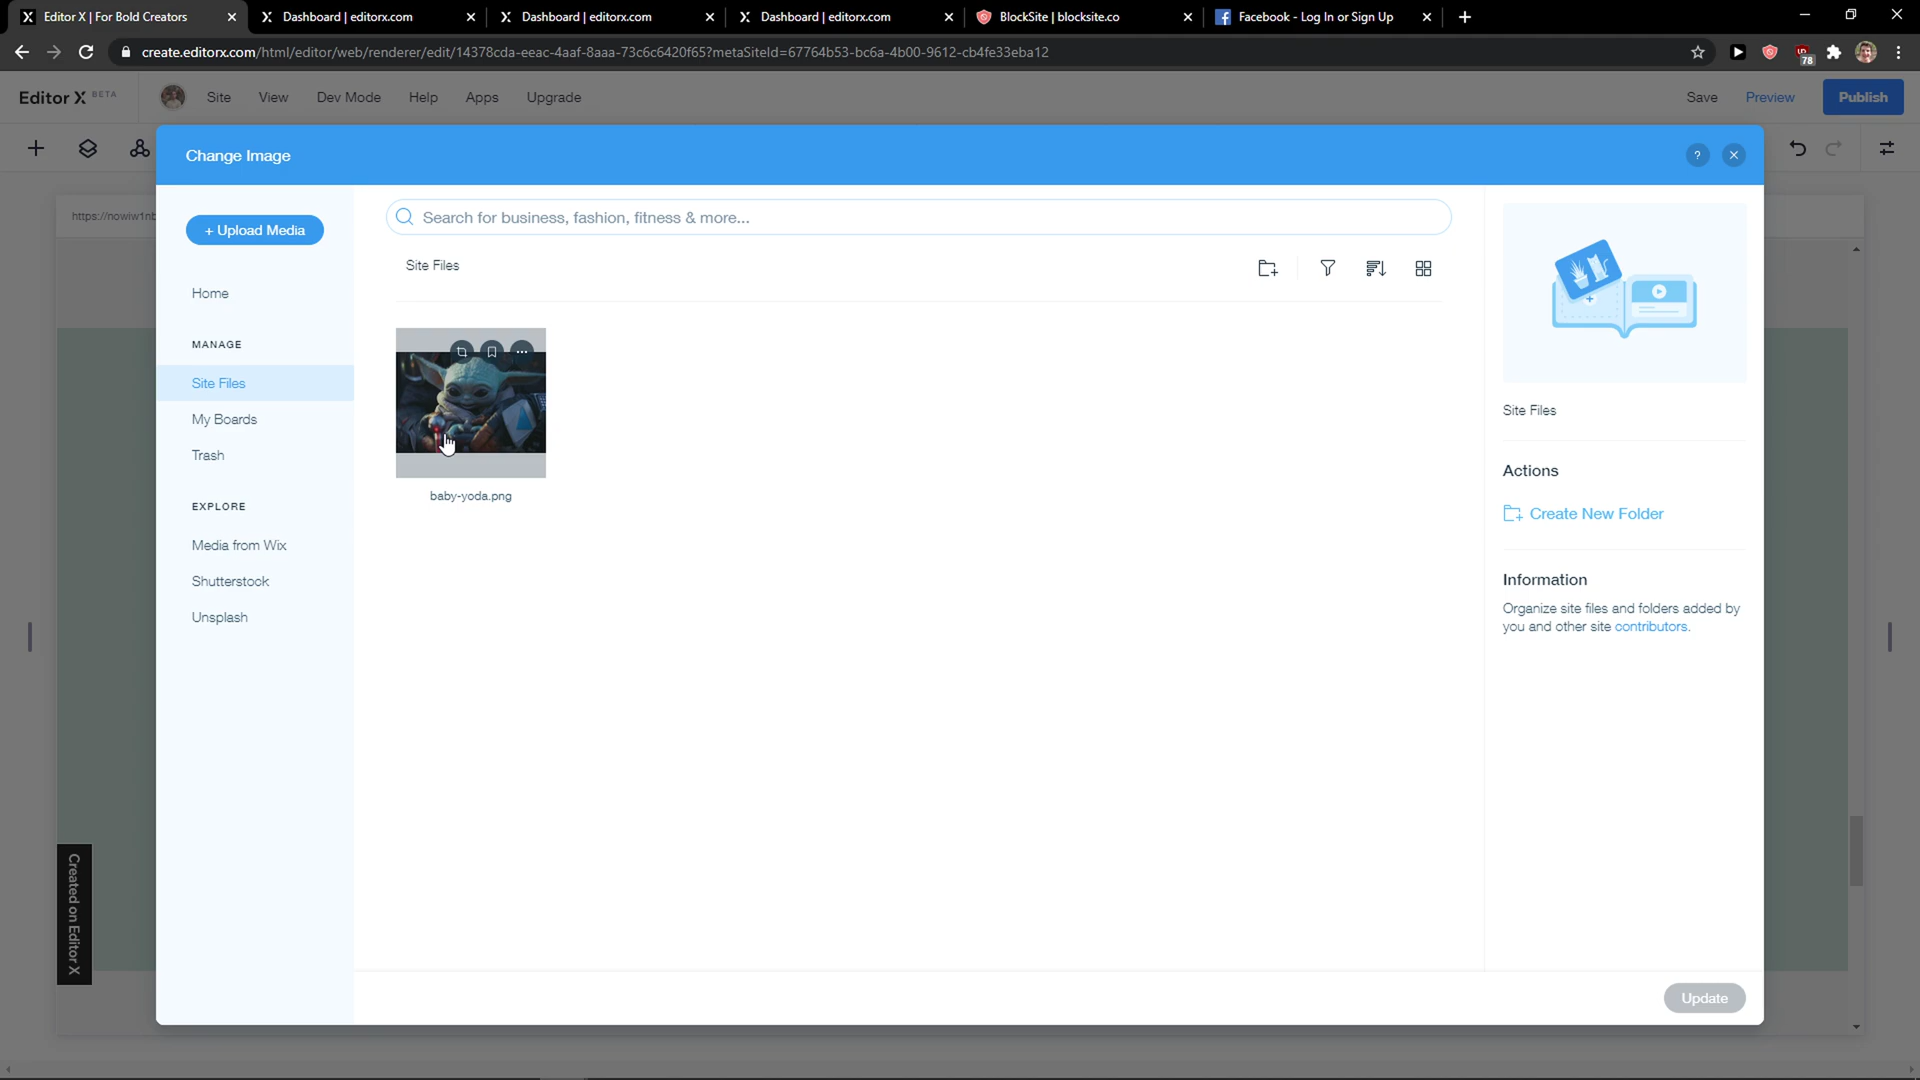 Editor X | For Bold Creators
Dashboard | editorx.com
Dashboard | editorx.com
Dashboard | editorx.com
BlockSite | blocksite.co
Facebook - Log In or Sign Up
create.editorx.com/html/editor/web/renderer/edit/14378cda-eeac-4aaf-8aaa-73c6c6420f65?metaSiteId=67764b53-bc6a-4b00-9612-cb4fe33eba12
78
Editor X BETA
Site
View
Dev Mode
Help
Apps
Upgrade
Save
Preview
Publish
Change Image
?
https://nowiw1nb
+ Upload Media
Search for business, fashion, fitness & more...
Site Files
Home
MANAGE
Site Files
My Boards
Trash
EXPLORE
Media from Wix
Shutterstock
Unsplash
baby-yoda.png
Site Files
Actions
Create New Folder
Information
Organize site files and folders added by
you and other site contributors.
Created on Editor X
Update